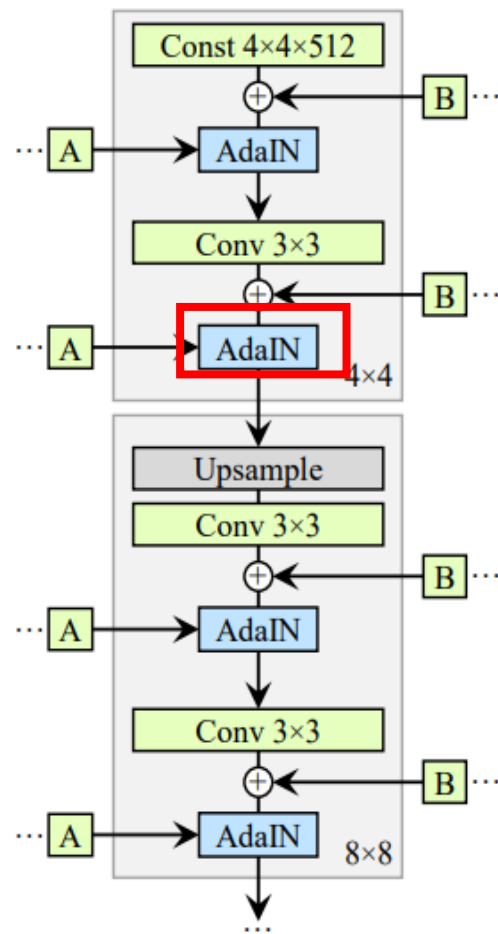 Const 4×4×512
B ...
... A
AdaIN
Conv 3×3
B ...
... A
AdaIN
4×4
Upsample
Conv 3×3
B ...
... A
AdaIN
Conv 3×3
B ...
... A
AdaIN
8×8
...